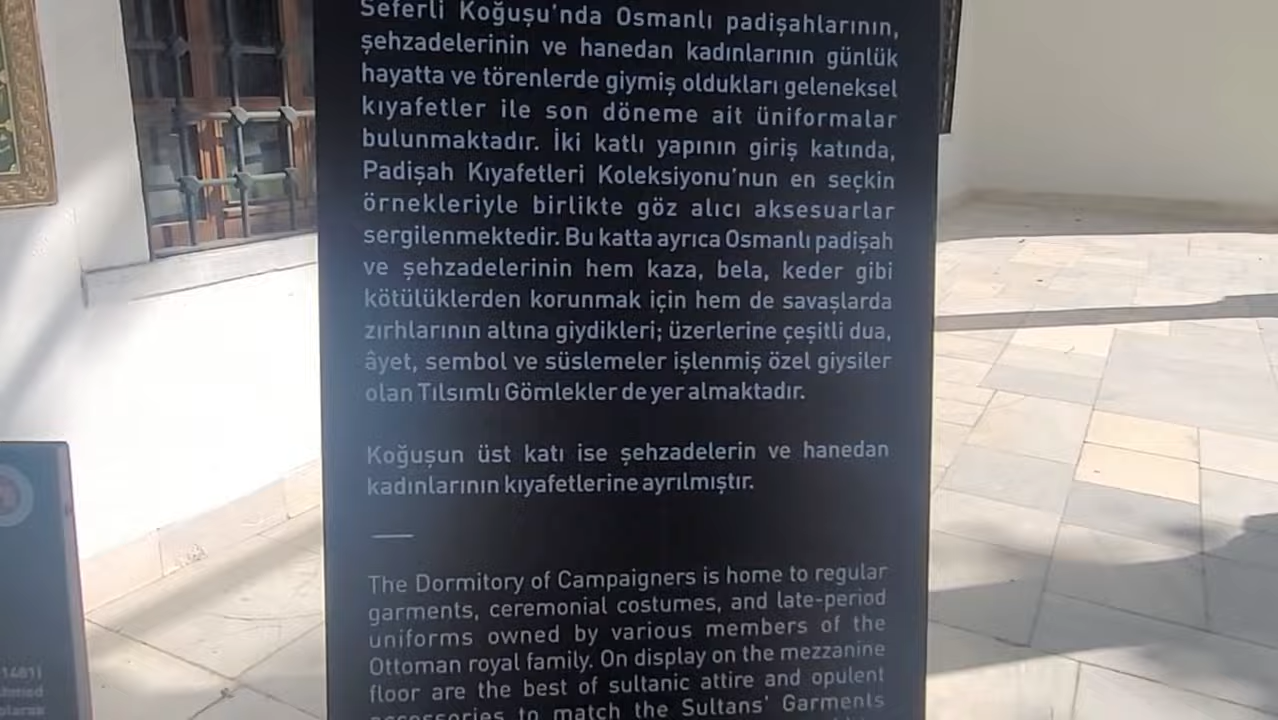 Seferli Koğuşu'nda Osmanlı padişahlarının,
şehzadelerinin ve hanedan kadınlarının günlük
hayatta ve törenlerde giymiş oldukları geleneksel
kıyafetler ile son döneme ait üniformalar
bulunmaktadır. İki katlı yapının giriş katında,
Padişah Kıyafetleri Koleksiyonu'nun en seçkin
örnekleriyle birlikte göz alıcı aksesuarlar
sergilenmektedir. Bu katta ayrıca Osmanlı padişah
ve şehzadelerinin hem kaza, bela, keder gibi
kötülüklerden korunmak için hem de savaşlarda
zırhlarının altına giydikleri; üzerlerine çeşitli dua,
âyet, sembol ve süslemeler işlenmiş özel giysiler
olan Tılsımlı Gömlekler de yer almaktadır.
Koğuşun üst katı ise şehzadelerin ve hanedan
kadınlarının kıyafetlerine ayrılmıştır.
The Dormitory of Campaigners is home to regular
garments, ceremonial costumes, and late-period
uniforms owned by various members of the
Ottoman royal family. On display on the mezzanine
floor are the best of sultanic attire and opulent
accessories to match the Sultans' Garments